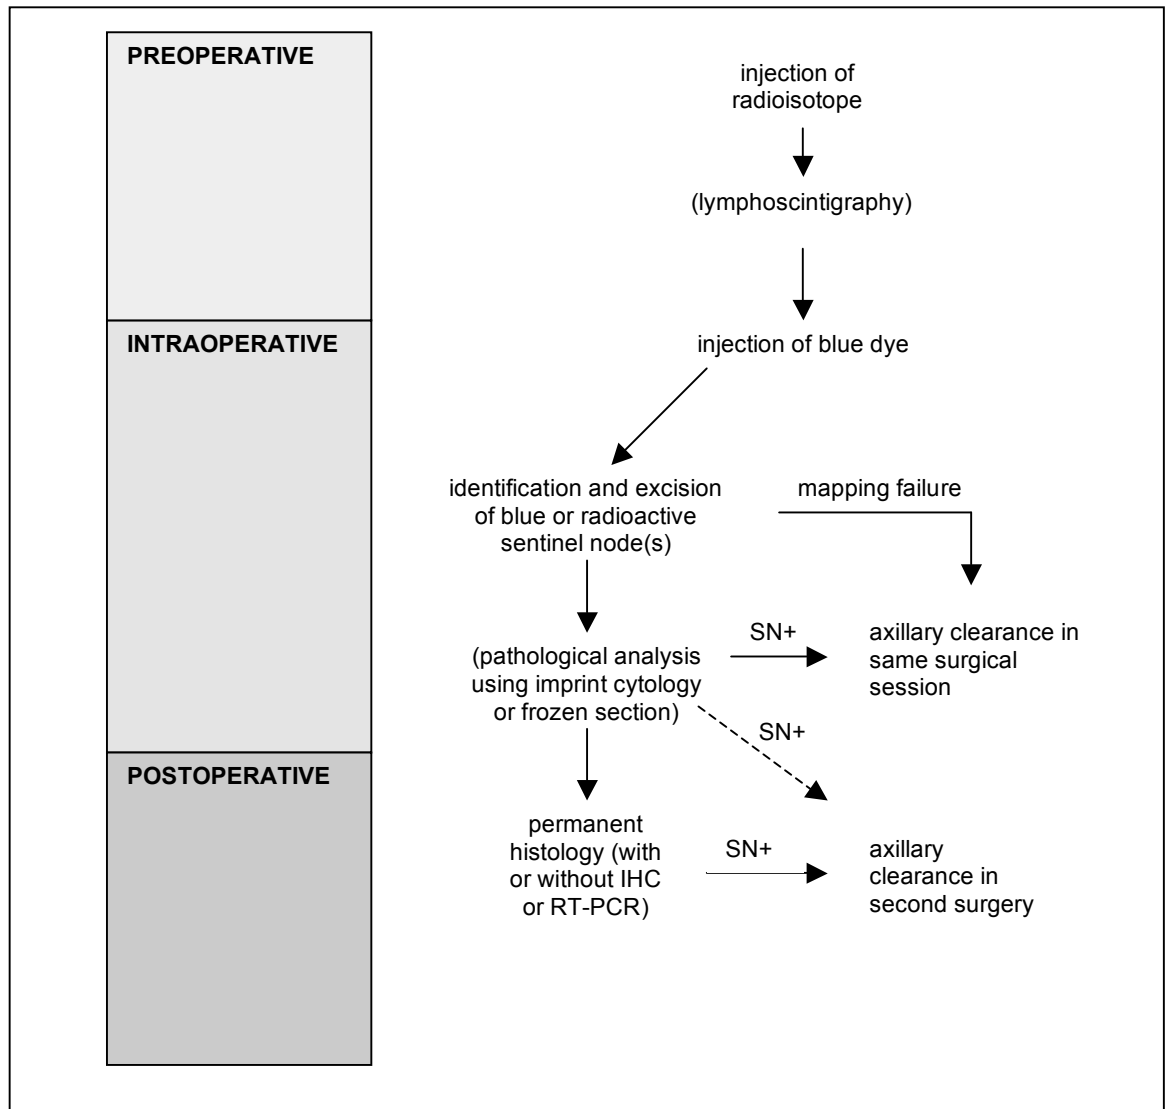 PREOPERATIVE
injection of
radioisotope
(lymphoscintigraphy)
INTRAOPERATIVE
injection of blue dye
identification and excision
of blue or radioactive
sentinel node(s)
mapping failure
(pathological analysis
using imprint cytology
or frozen section)
SN+
axillary clearance in
same surgical
session
SN+
POSTOPERATIVE
permanent
histology (with
or without IHC
or RT-PCR)
SN+
axillary
clearance in
second surgery